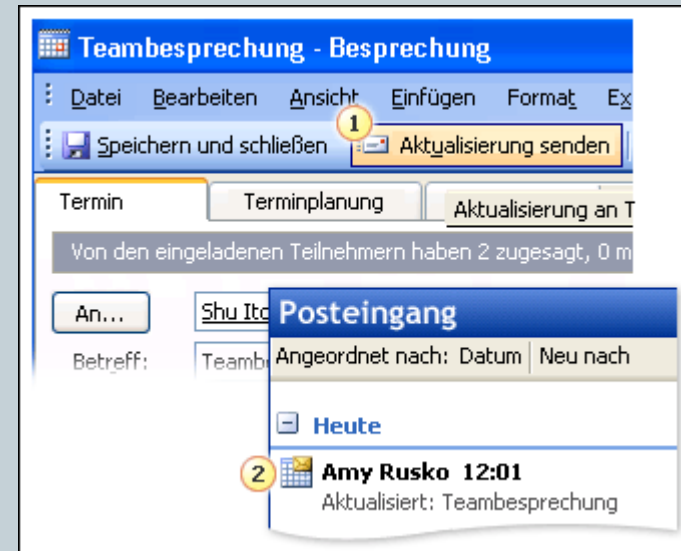 Teambesprechung - Besprechung
Datei Bearbeiten Ansicht Einfügen Format
1
Speichern und schließen Aktualisierung senden
Termin Terminplanung Aktualisierung an
Von den eingeladenen Teilnehmern haben 2 zugesagt, 0
An... Shu Ito
Betreff:
Posteingang
Angeordnet nach: Datum Neu nach
Heute
2 Amy Rusko 12:01
Aktualisiert: Teambesprechung